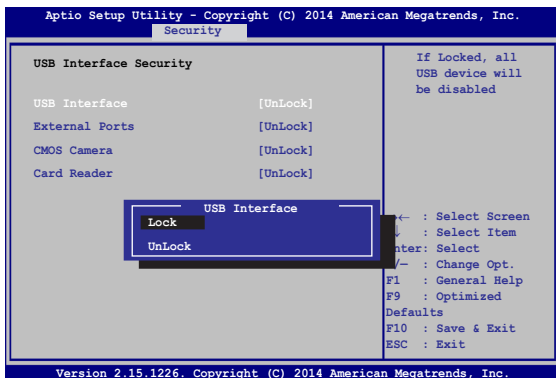 Aptio Setup Utility - Copyright (C) 2014 American Megatrends, Inc.
Security
USB Interface Security
USB Interface [UnLock]
External Ports [UnLock]
CMOS Camera [UnLock]
Card Reader [UnLock]
USB Interface
Lock
UnLock
If Locked, all
USB device will
be disabled
← : Select Screen
↓ : Select Item
nter: Select
/— : Change Opt.
F1 : General Help
F9 : Optimized
Defaults
F10 : Save & Exit
ESC : Exit
Version 2.15.1226. Copyright (C) 2014 American Megatrends, Inc.